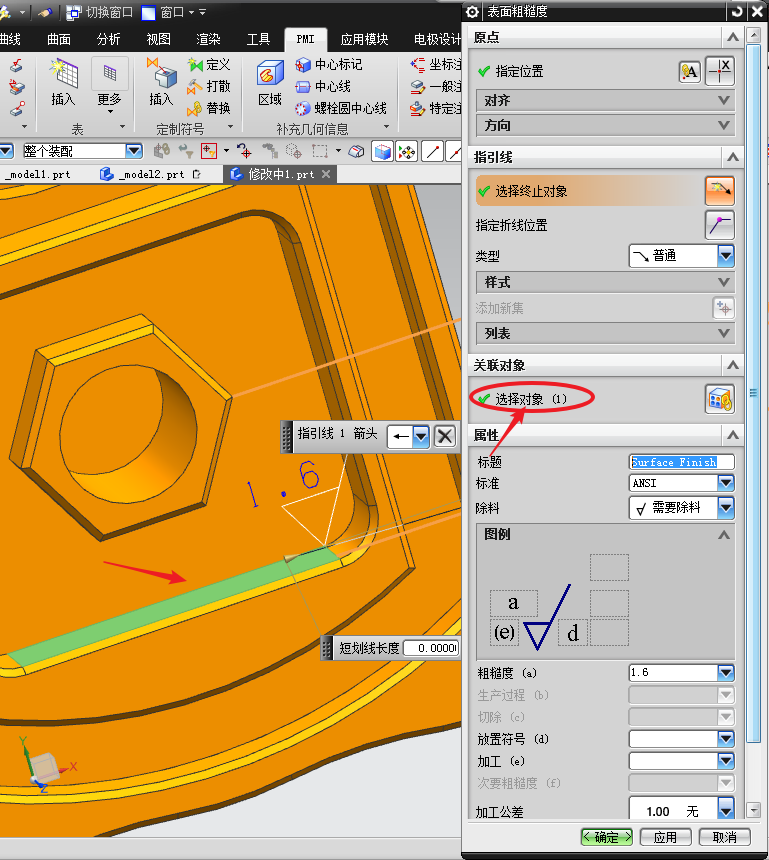 切换窗口 窗口
曲线 曲面 分析 视图 渲染 工具 PMI 应用模块 电极设计
插入 更多 表
插入 定义 打散 替换 定制符号
区域 中心标记 中心线 螺栓圆中心线 补充几何信息
坐标注
一般注
特定注
整个装配
_model1.prt _model2.prt 修改中1.prt
指引线 1 箭头
1.6
短划线长度 0.0000
Y X Z
表面粗糙度
原点
指定位置
A X
对齐
方向
指引线
选择终止对象
指定折线位置
类型 普通
样式
添加新集
列表
关联对象
选择对象 (1)
属性
标题 Surface Finish
标准 ANSI
除料 需要除料
图例
a
(e) d
粗糙度 (a) 1.6
生产过程 (b)
切除 (c)
放置符号 (d)
加工 (e)
次要粗糙度 (f)
加工公差 1.00 无
确定 应用 取消